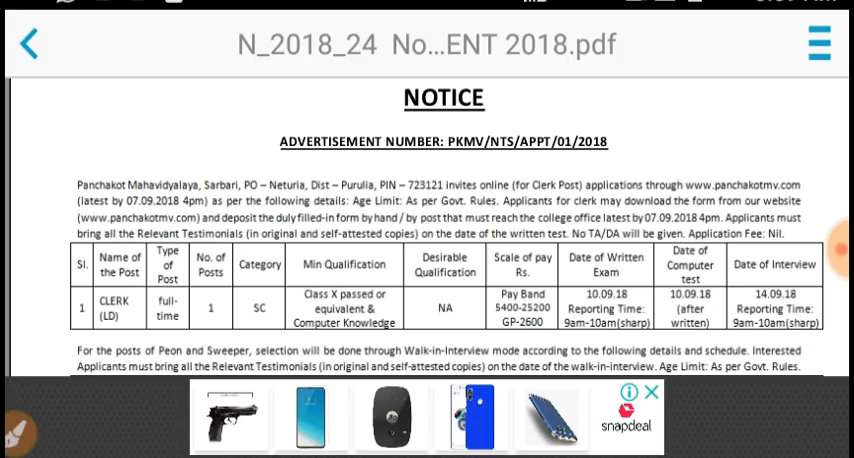 N_2018_24 No...ENT 2018.pdf
NOTICE
ADVERTISEMENT NUMBER: PKMV/NTS/APPT/01/2018
Panchakot Mahavidyalaya, Sarbari, PO – Neturia, Dist – Purulia, PIN – 723121 invites online (for Clerk Post) applications through www.panchakotmv.com
(latest by 07.09.2018 4pm) as per the following details: Age Limit: As per Govt. Rules. Applicants for clerk may download the form from our website
(www.panchakotmv.com) and deposit the duly filled-in form by hand / by post that must reach the college office latest by 07.09.2018 4pm. Applicants must
bring all the Relevant Testimonials (in original and self-attested copies) on the date of the written test. No TA/DA will be given. Application Fee: Nil.
Sl. Name of the Post Type of Post No. of Posts Category Min Qualification Desirable Qualification Scale of pay Rs. Date of Written Exam Date of Computer test Date of Interview
1 CLERK (LD) full-time 1 SC Class X passed or equivalent & Computer Knowledge NA Pay Band 5400-25200 GP-2600 10.09.18 Reporting Time: 9am-10am(sharp) 10.09.18 (after written) 14.09.18 Reporting Time: 9am-10am(sharp)
For the posts of Peon and Sweeper, selection will be done through Walk-in-Interview mode according to the following details and schedule. Interested
Applicants must bring all the Relevant Testimonials (in original and self-attested copies) on the date of the walk-in-interview. Age Limit: As per Govt. Rules.
snapdeal